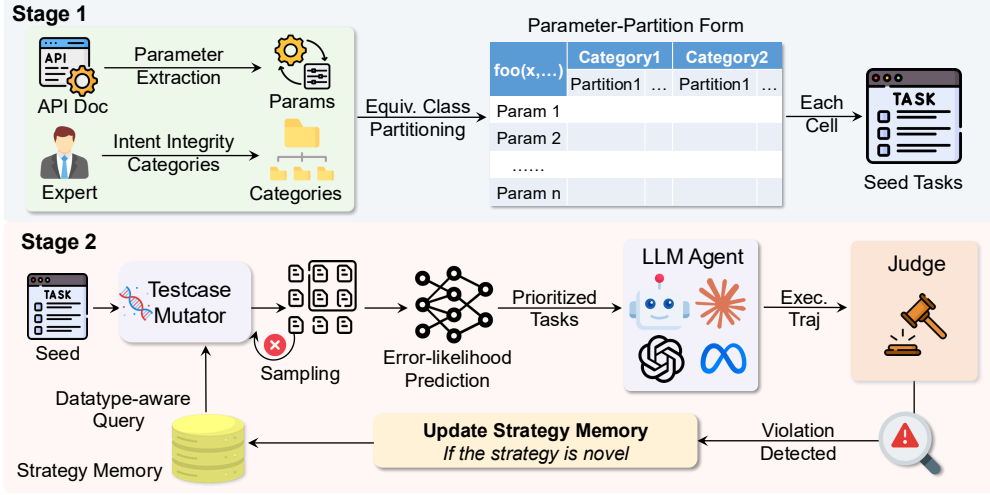 Stage 1
API
API Doc
Parameter
Extraction
Params
Expert
Intent Integrity
Categories
Categories
Equiv. Class
Partitioning
Parameter-Partition Form
foo(x,...)
Category1
Category2
Partition1
...
Partition1
...
Param 1
Param 2
......
Param n
Each
Cell
TASK
Seed Tasks
Stage 2
TASK
Seed
Testcase
Mutator
Sampling
Error-likelihood
Prediction
Prioritized
Tasks
LLM Agent
Exec.
Traj
Judge
Datatype-aware
Query
Strategy Memory
Update Strategy Memory
If the strategy is novel
Violation
Detected